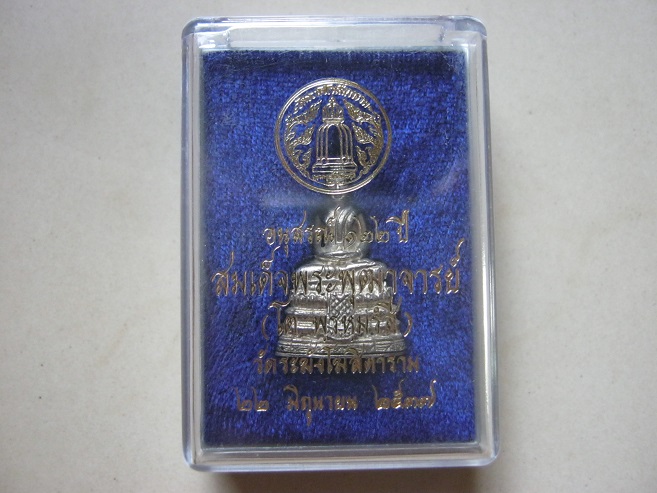 อนุสรณ์ ๑๒๒ ปี
สมเด็จพระพุฒาจารย์
(โต พรหมรังสี)
วัดระฆังโฆสิตาราม
๒๒ มิถุนายน ๒๕๓๗